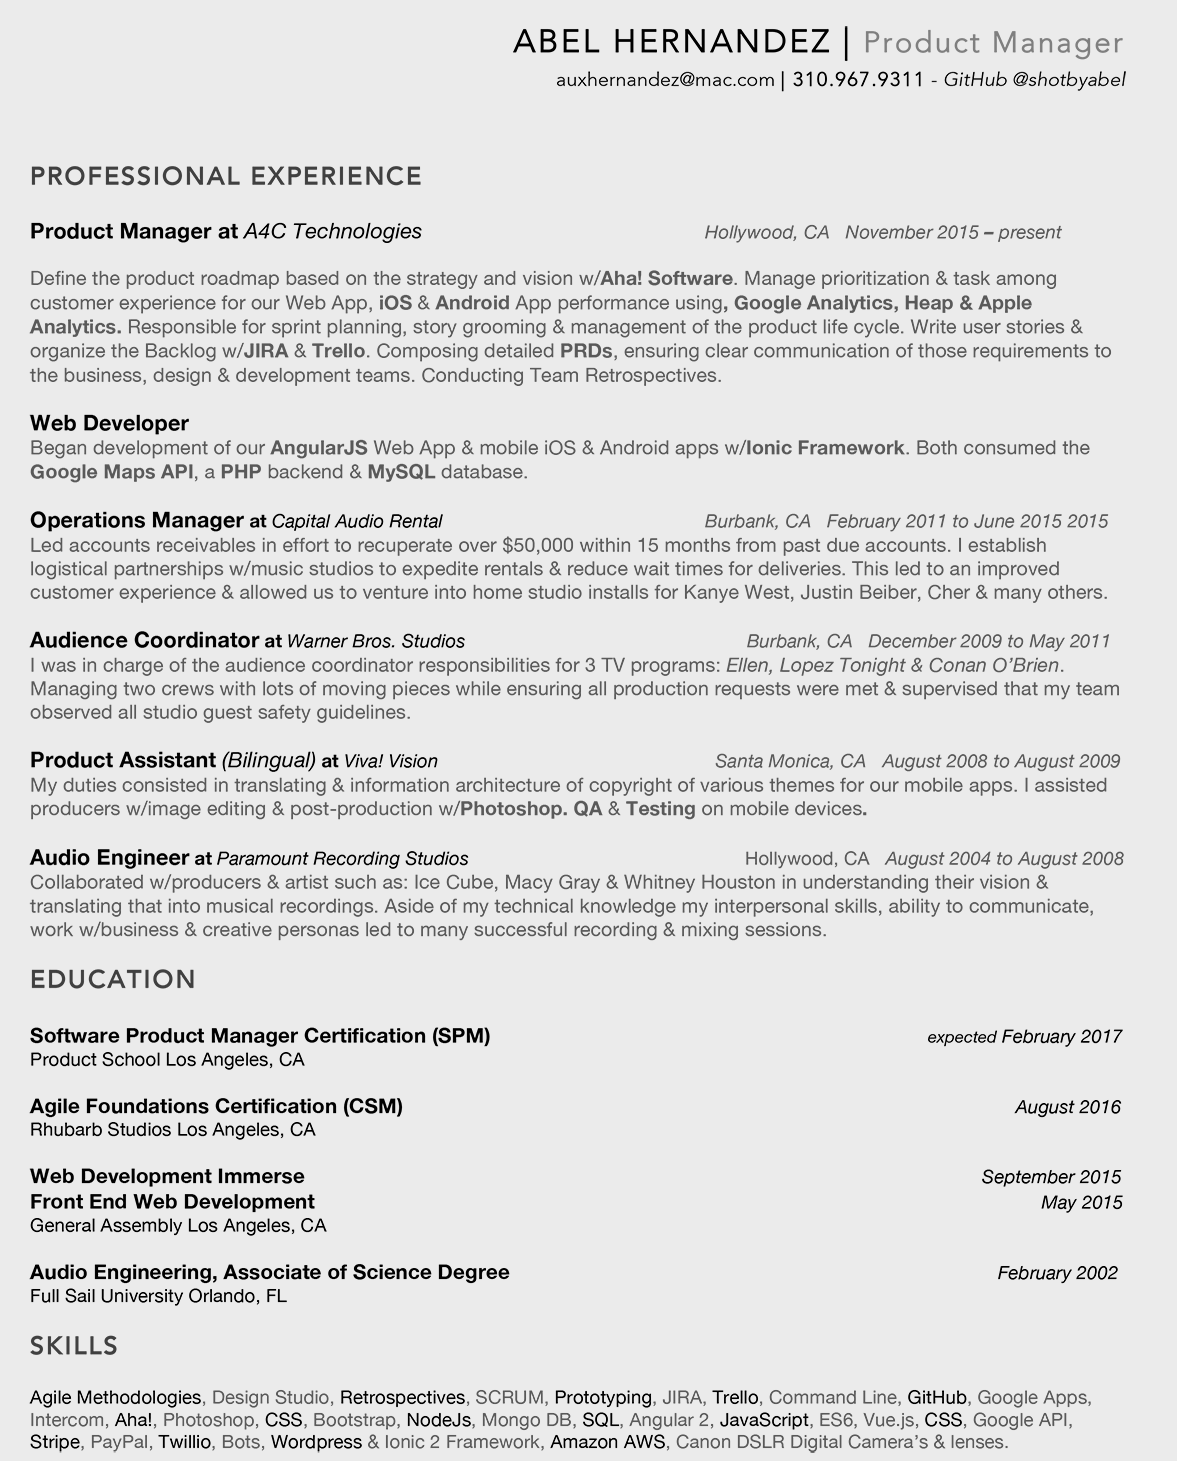 ABEL HERNANDEZ | Product Manager
auxhernandez@mac.com | 310.967.9311 - GitHub @shotbyabel
PROFESSIONAL EXPERIENCE
Product Manager at A4C Technologies Hollywood, CA November 2015 – present
Define the product roadmap based on the strategy and vision w/Aha! Software. Manage prioritization & task among
customer experience for our Web App, iOS & Android App performance using, Google Analytics, Heap & Apple
Analytics. Responsible for sprint planning, story grooming & management of the product life cycle. Write user stories &
organize the Backlog w/JIRA & Trello. Composing detailed PRDs, ensuring clear communication of those requirements to
the business, design & development teams. Conducting Team Retrospectives.
Web Developer
Began development of our AngularJS Web App & mobile iOS & Android apps w/Ionic Framework. Both consumed the
Google Maps API, a PHP backend & MySQL database.
Operations Manager at Capital Audio Rental Burbank, CA February 2011 to June 2015 2015
Led accounts receivables in effort to recuperate over $50,000 within 15 months from past due accounts. I establish
logistical partnerships w/music studios to expedite rentals & reduce wait times for deliveries. This led to an improved
customer experience & allowed us to venture into home studio installs for Kanye West, Justin Beiber, Cher & many others.
Audience Coordinator at Warner Bros. Studios Burbank, CA December 2009 to May 2011
I was in charge of the audience coordinator responsibilities for 3 TV programs: Ellen, Lopez Tonight & Conan O’Brien.
Managing two crews with lots of moving pieces while ensuring all production requests were met & supervised that my team
observed all studio guest safety guidelines.
Product Assistant (Bilingual) at Viva! Vision Santa Monica, CA August 2008 to August 2009
My duties consisted in translating & information architecture of copyright of various themes for our mobile apps. I assisted
producers w/image editing & post-production w/Photoshop. QA & Testing on mobile devices.
Audio Engineer at Paramount Recording Studios Hollywood, CA August 2004 to August 2008
Collaborated w/producers & artist such as: Ice Cube, Macy Gray & Whitney Houston in understanding their vision &
translating that into musical recordings. Aside of my technical knowledge my interpersonal skills, ability to communicate,
work w/business & creative personas led to many successful recording & mixing sessions.
EDUCATION
Software Product Manager Certification (SPM) expected February 2017
Product School Los Angeles, CA
Agile Foundations Certification (CSM) August 2016
Rhubarb Studios Los Angeles, CA
Web Development Immerse September 2015
Front End Web Development May 2015
General Assembly Los Angeles, CA
Audio Engineering, Associate of Science Degree February 2002
Full Sail University Orlando, FL
SKILLS
Agile Methodologies, Design Studio, Retrospectives, SCRUM, Prototyping, JIRA, Trello, Command Line, GitHub, Google Apps,
Intercom, Aha!, Photoshop, CSS, Bootstrap, NodeJs, Mongo DB, SQL, Angular 2, JavaScript, ES6, Vue.js, CSS, Google API,
Stripe, PayPal, Twillio, Bots, Wordpress & Ionic 2 Framework, Amazon AWS, Canon DSLR Digital Camera’s & lenses.